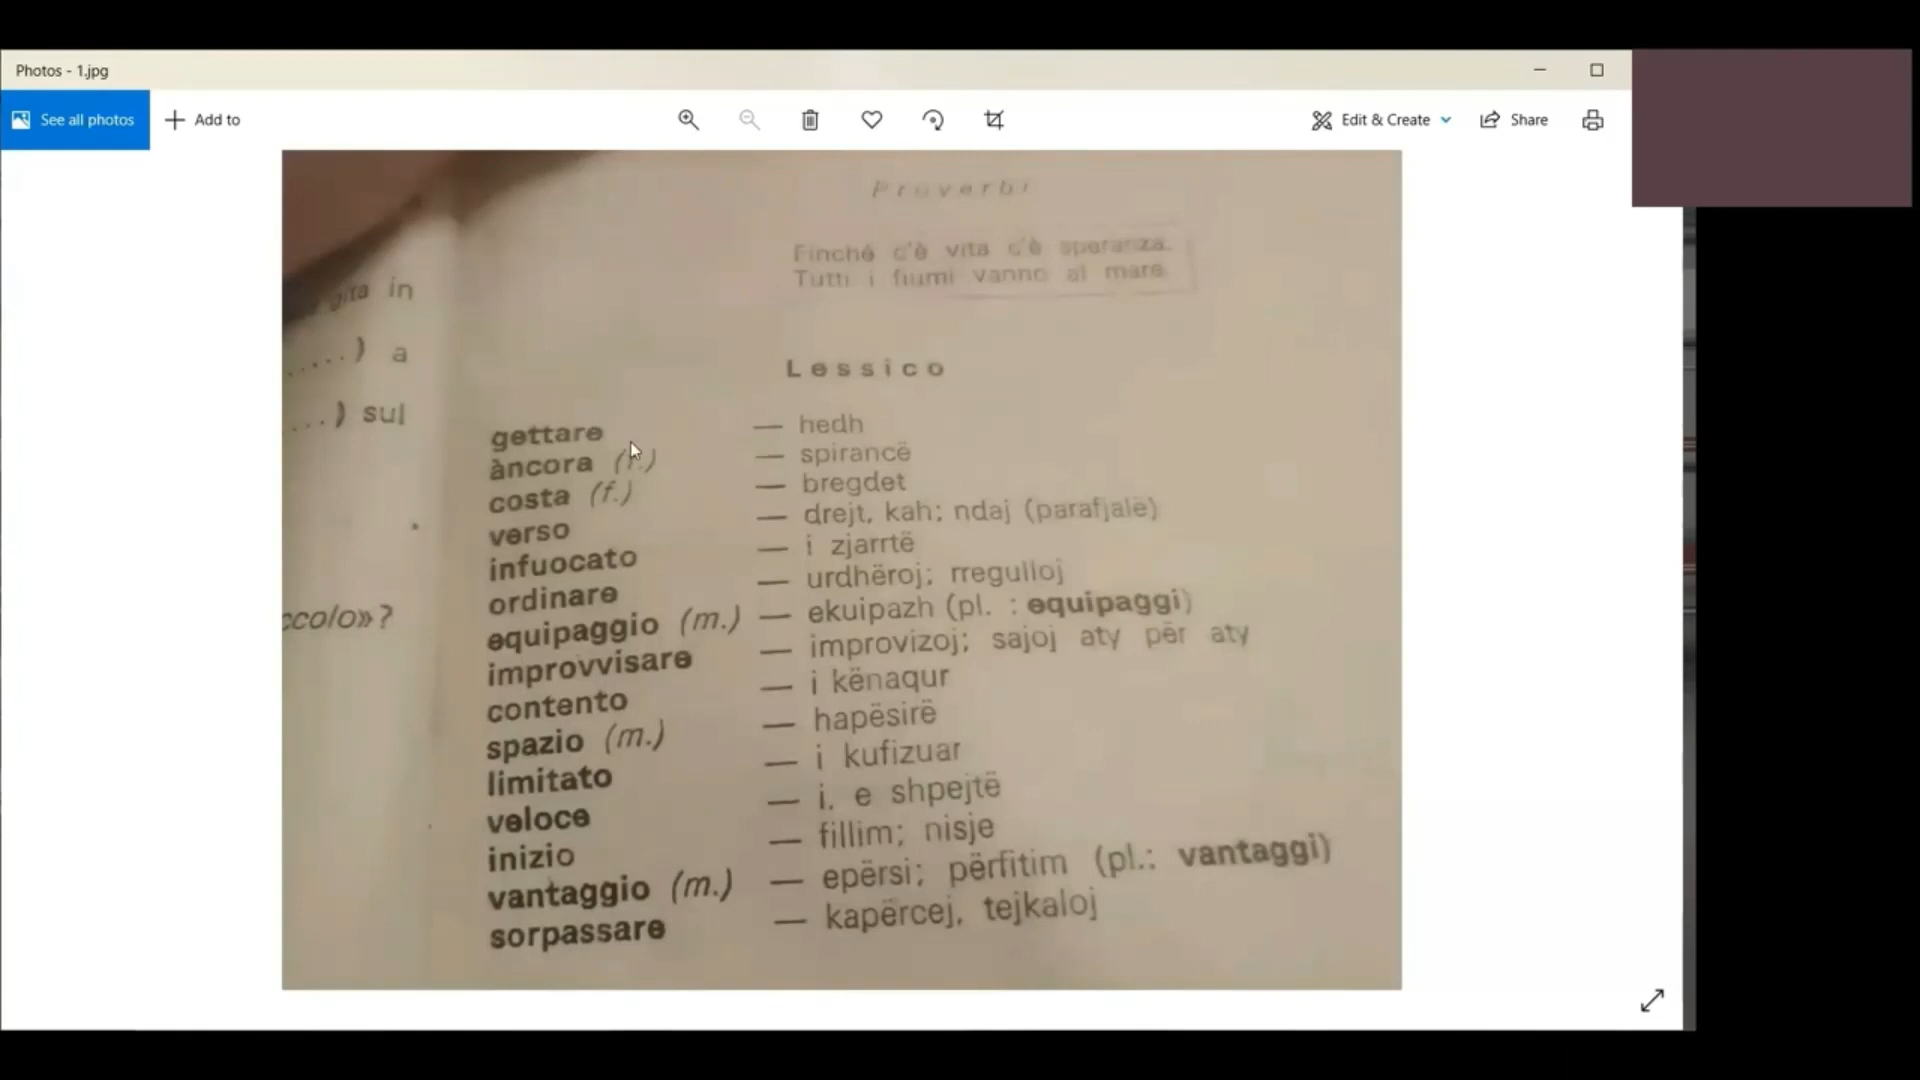 Photos - 1.jpg
See all photos
Add to
Edit & Create
Share
Proverbi
Finché c'è vita c'è speranza.
Tutti i fiumi vanno al mare.
gita in
.....) a
...) sul
ccolo»?
Lessico
gettare — hedh
àncora (f.) — spirancë
costa (f.) — bregdet
verso — drejt, kah; ndaj (parafjalë)
infuocato — i zjarrtë
ordinare — urdhëroj; rregulloj
equipaggio (m.) — ekuipazh (pl. : equipaggi)
improvvisare — improvizoj; sajoj aty për aty
contento — i kënaqur
spazio (m.) — hapësirë
limitato — i kufizuar
veloce — i, e shpejtë
inizio — fillim; nisje
vantaggio (m.) — epërsi; përfitim (pl.: vantaggi)
sorpassare — kapërcej, tejkaloj